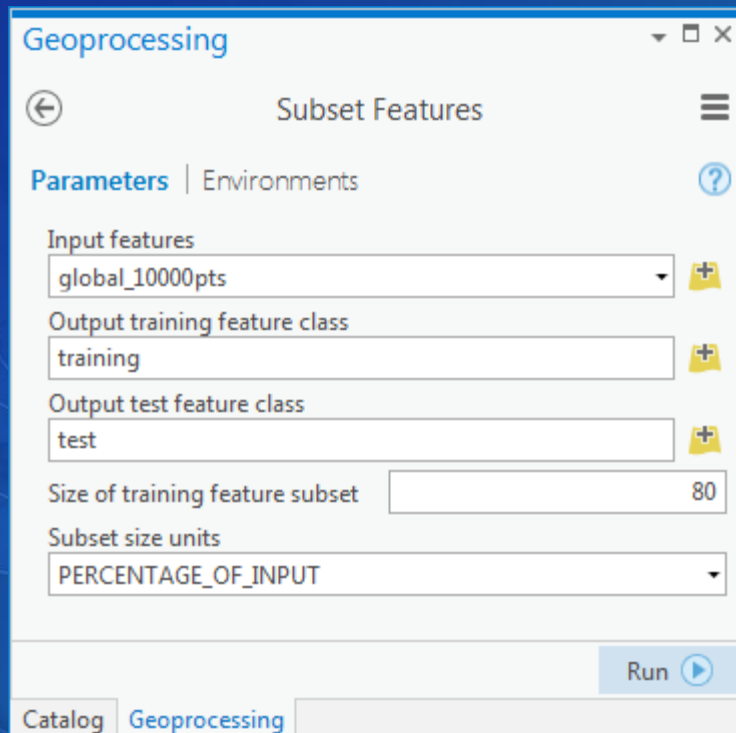 Geoprocessing
Subset Features
Parameters | Environments
Input features
global_10000pts
Output training feature class
training
Output test feature class
test
Size of training feature subset 80
Subset size units
PERCENTAGE_OF_INPUT
Run
Catalog Geoprocessing